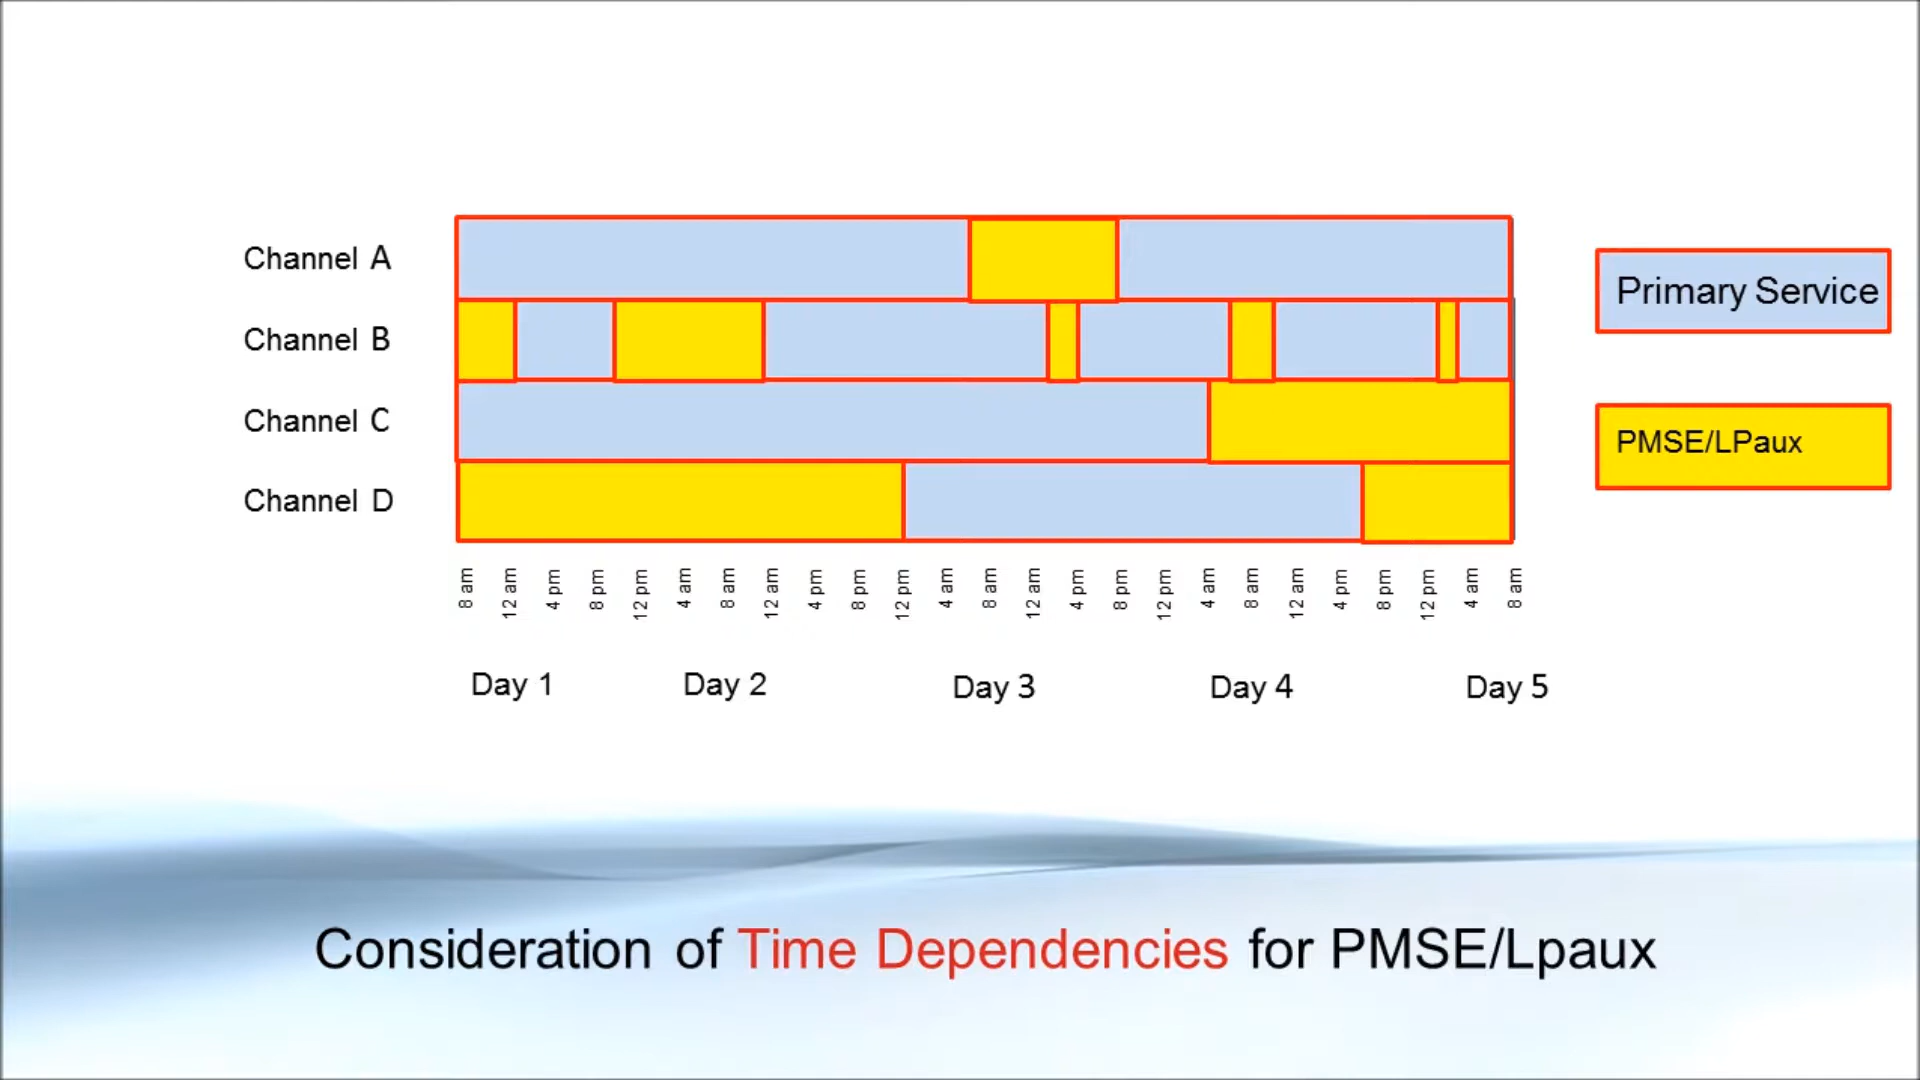 Channel A
Primary Service
Channel B
Channel C
PMSE/LPaux
Channel D
8 am
12 am
4 pm
8 pm
12 pm
4 am
8 am
12 am
4 pm
8 pm
12 pm
4 am
8 am
12 am
4 pm
8 pm
12 pm
4 am
8 am
12 am
4 pm
8 pm
12 pm
4 am
8 am
Day 1 Day 2 Day 3 Day 4 Day 5
Consideration of Time Dependencies for PMSE/Lpaux